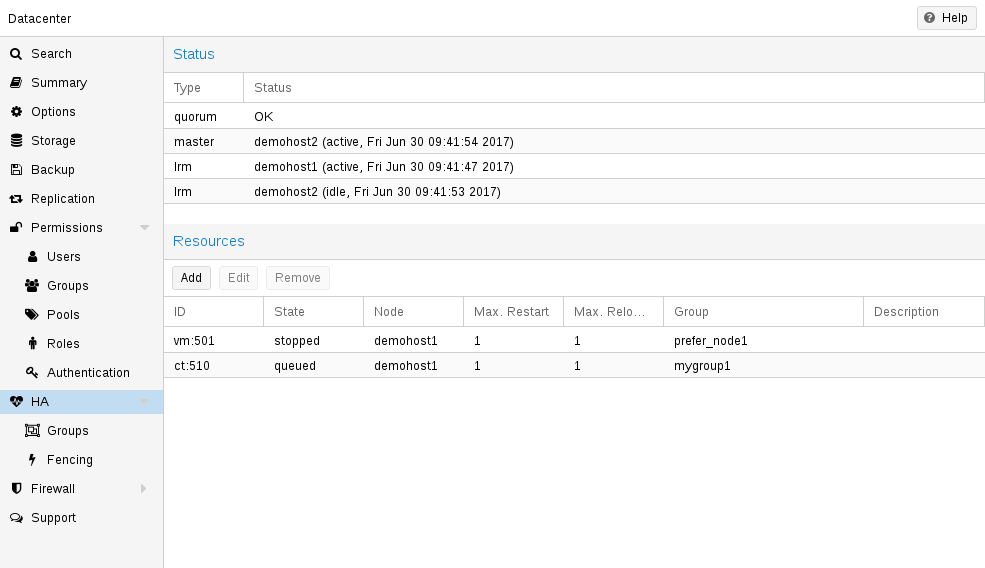 Datacenter
Help
Search
Summary
Options
Storage
Backup
Replication
Permissions
Users
Groups
Pools
Roles
Authentication
HA
Groups
Fencing
Firewall
Support
Status
Type Status
quorum OK
master demohost2 (active, Fri Jun 30 09:41:54 2017)
lrm demohost1 (active, Fri Jun 30 09:41:47 2017)
lrm demohost2 (idle, Fri Jun 30 09:41:53 2017)
Resources
Add Edit Remove
ID State Node Max. Restart Max. Relo... Group Description
vm:501 stopped demohost1 1 1 prefer_node1
ct:510 queued demohost1 1 1 mygroup1